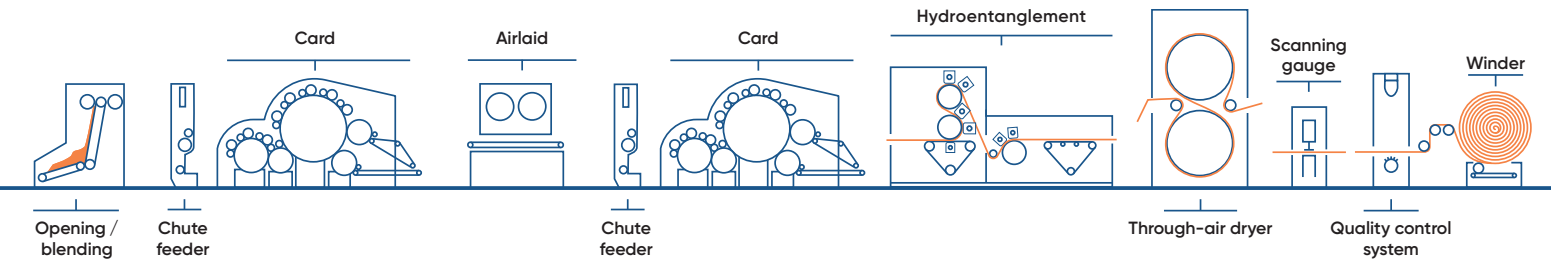 Card
Airlaid
Card
Hydroentanglement
Scanning
gauge
Winder
Opening /
blending
Chute
feeder
Chute
feeder
Through-air dryer
Quality control
system